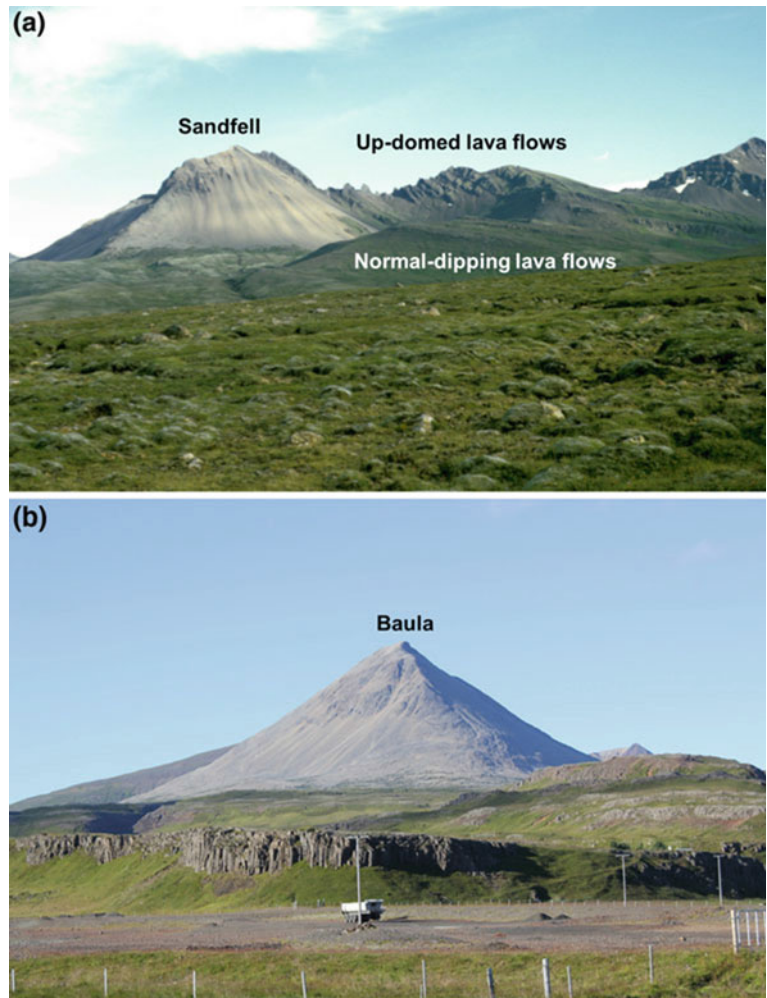 (a)
Sandfell
Up-domed lava flows
Normal-dipping lava flows
(b)
Baula